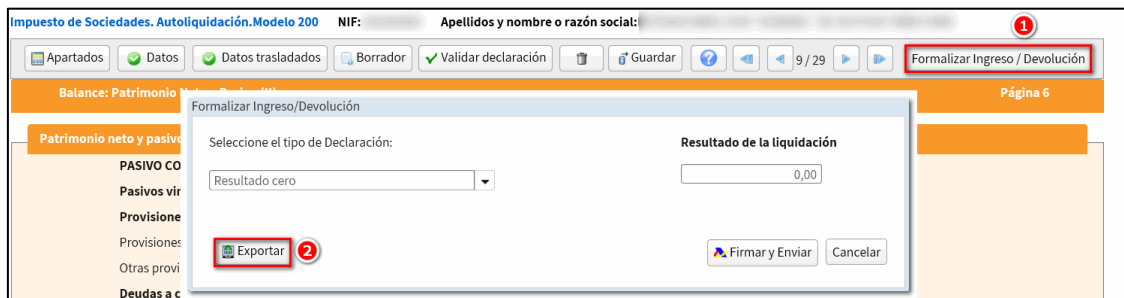 Impuesto de Sociedades. Autoliquidación.Modelo 200 NIF: Apellidos y nombre o razón social:
1
Apartados Datos Datos trasladados Borrador Validar declaración Guardar ? 9 / 29 Formalizar Ingreso / Devolución
Balance: Patrimonio Página 6
Formalizar Ingreso/Devolución
Patrimonio neto y pasivo
Seleccione el tipo de Declaración: Resultado de la liquidación
PASIVO CO
Resultado cero 0,00
Pasivos vin
Provisione
Provisiones
Exportar 2 Firmar y Enviar Cancelar
Otras provi
Deudas a c